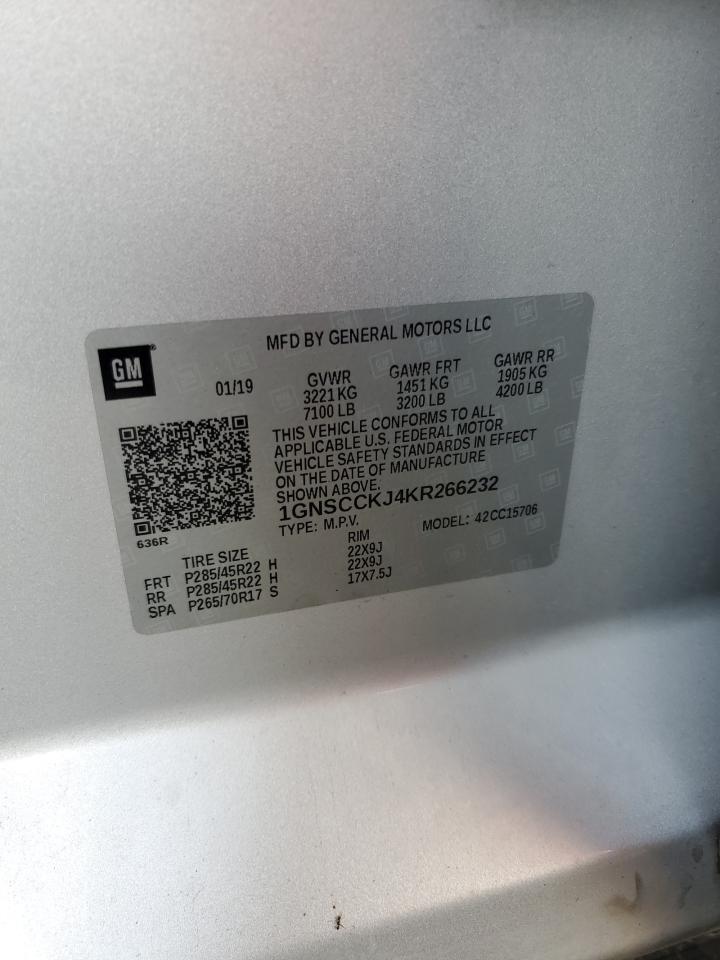 MFD BY GENERAL MOTORS LLC
GM®
01/19
GVWR
3221 KG
7100 LB
GAWR FRT
1451 KG
3200 LB
GAWR RR
1905 KG
4200 LB
THIS VEHICLE CONFORMS TO ALL
APPLICABLE U.S. FEDERAL MOTOR
VEHICLE SAFETY STANDARDS IN EFFECT
ON THE DATE OF MANUFACTURE
SHOWN ABOVE.
1GNSCCKJ4KR266232
TYPE: M.P.V. MODEL: 42CC15706
636R
TIRE SIZE RIM
FRT P285/45R22 H 22X9J
RR P285/45R22 H 22X9J
SPA P265/70R17 S 17X7.5J